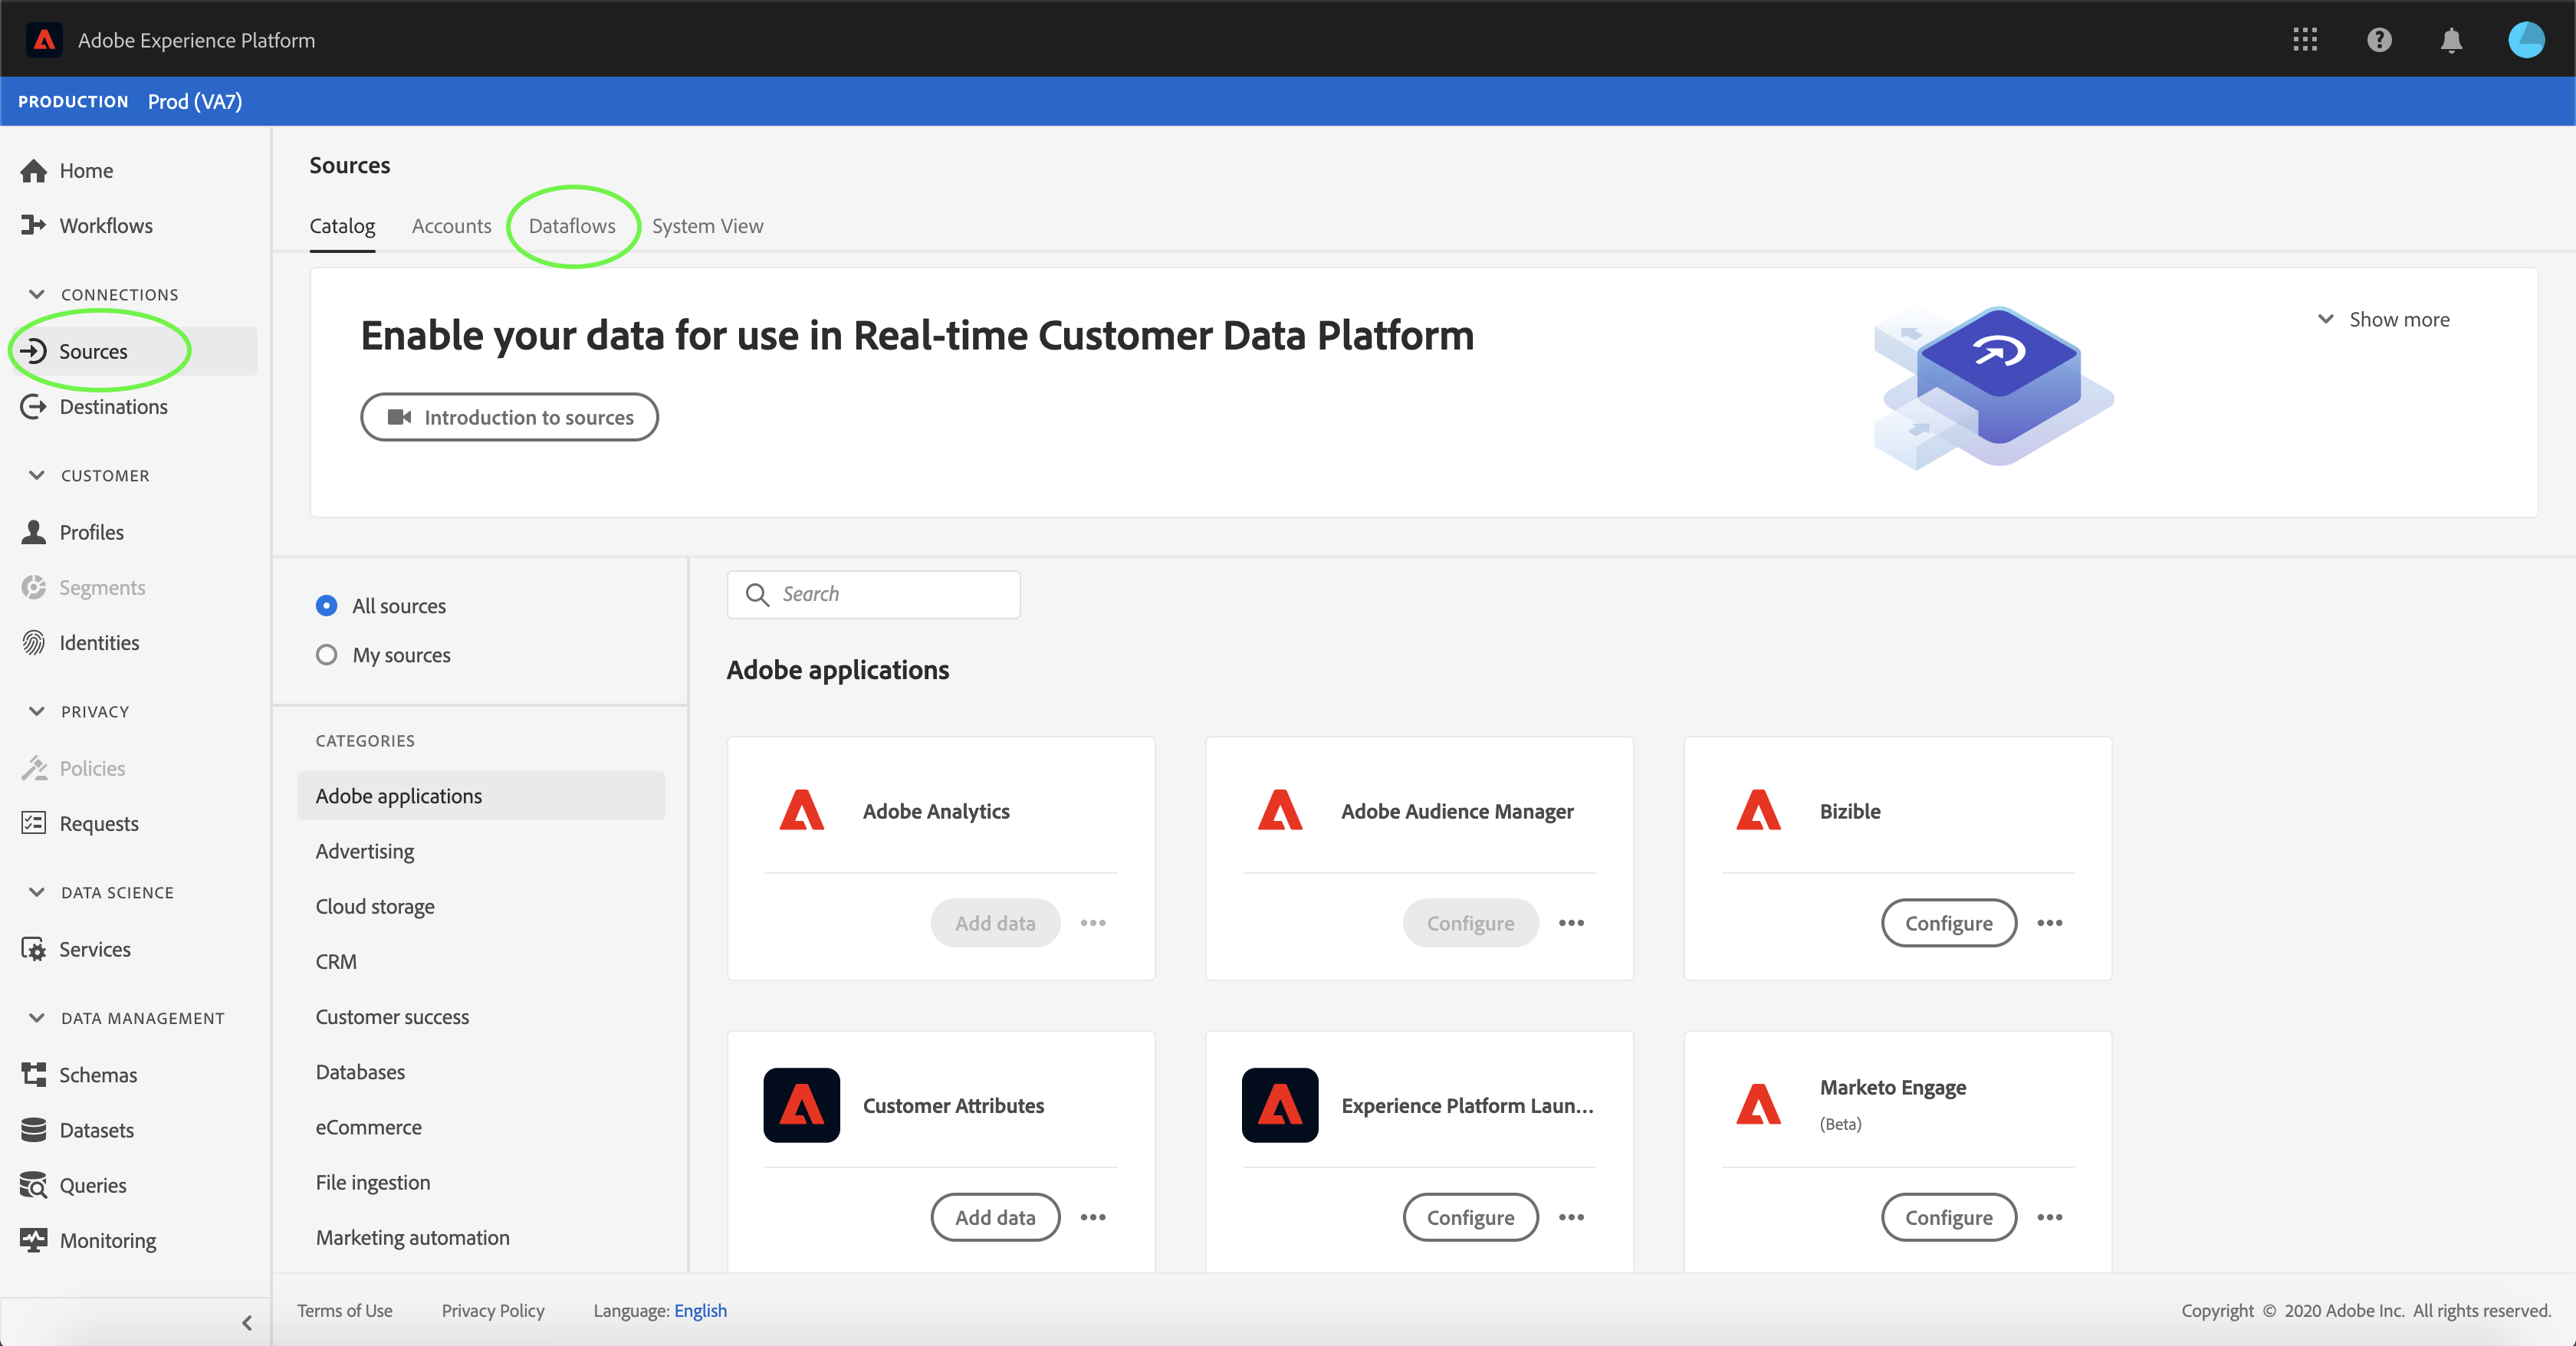 Adobe Experience Platform
PRODUCTION Prod (VA7)
Home
Workflows
CONNECTIONS
Sources
Destinations
CUSTOMER
Profiles
Segments
Identities
PRIVACY
Policies
Requests
DATA SCIENCE
Services
DATA MANAGEMENT
Schemas
Datasets
Queries
Monitoring
Sources
Catalog Accounts Dataflows System View
Enable your data for use in Real-time Customer Data Platform
Show more
Introduction to sources
All sources
My sources
CATEGORIES
Adobe applications
Advertising
Cloud storage
CRM
Customer success
Databases
eCommerce
File ingestion
Marketing automation
Search
Adobe applications
Adobe Analytics
Add data
Adobe Audience Manager
Configure
Bizible
Configure
Customer Attributes
Add data
Experience Platform Laun...
Configure
Marketo Engage
(Beta)
Configure
Terms of Use Privacy Policy Language: English
Copyright © 2020 Adobe Inc. All rights reserved.